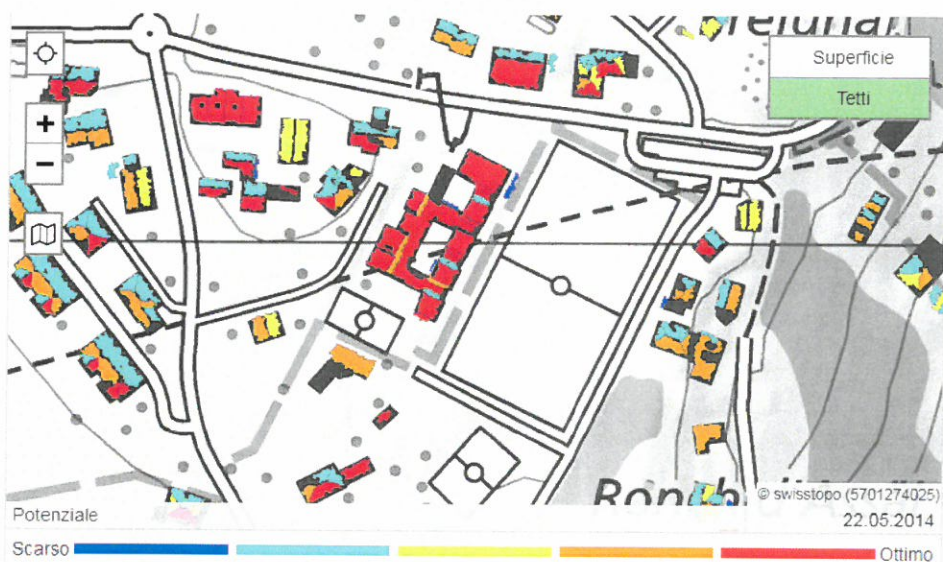 Superficie
Tetti
+
−
© swisstopo (5701274025)
Potenziale
22.05.2014
Scarso
Ottimo